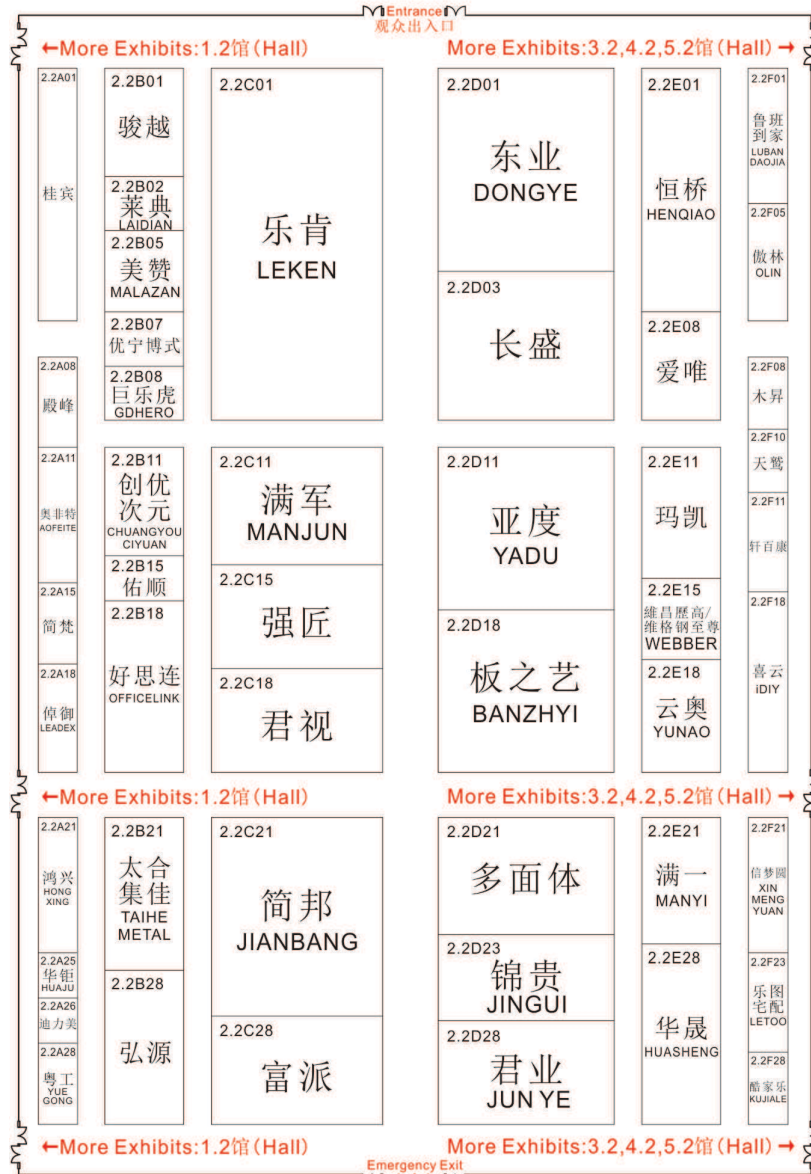 Entrance
观众出入口
←More Exhibits:1.2馆(Hall)
More Exhibits:3.2,4.2,5.2馆(Hall)→
2.2A01
桂宾
2.2A08
殿峰
2.2A11
奥非特
AOFEITE
2.2A15
简梵
2.2A18
倬御
LEADEX
2.2B01
骏越
2.2B02
莱典
LAIDIAN
2.2B05
美赞
MALAZAN
2.2B07
优宁博式
2.2B08
巨乐虎
GDHERO
2.2B11
创优
次元
CHUANGYOU
CIYUAN
2.2B15
佑顺
2.2B18
好思连
OFFICELINK
2.2C01
乐肯
LEKEN
2.2C11
满军
MANJUN
2.2C15
强匠
2.2C18
君视
2.2D01
东业
DONGYE
2.2D03
长盛
2.2D11
亚度
YADU
2.2D18
板之艺
BANZHYI
2.2E01
恒桥
HENQIAO
2.2E08
爱唯
2.2E11
玛凯
2.2E15
維昌歷高/
维格钢至尊
WEBBER
2.2E18
云奥
YUNAO
2.2F01
鲁班
到家
LUBAN
DAOJIA
2.2F05
傲林
OLIN
2.2F08
木昇
2.2F10
天鹫
2.2F11
轩百康
2.2F18
喜云
iDIY
←More Exhibits:1.2馆(Hall)
More Exhibits:3.2,4.2,5.2馆(Hall)→
2.2A21
鸿兴
HONG
XING
2.2A25
华钜
HUAJU
2.2A26
迪力美
2.2A28
粤工
YUE
GONG
2.2B21
太合
集佳
TAIHE
METAL
2.2B28
弘源
2.2C21
简邦
JIANBANG
2.2C28
富派
2.2D21
多面体
2.2D23
锦贵
JINGUI
2.2D28
君业
JUN YE
2.2E21
满一
MANYI
2.2E28
华晟
HUASHENG
2.2F21
信梦圆
XIN
MENG
YUAN
2.2F23
乐图
宅配
LETOO
2.2F28
酷家乐
KUJIALE
←More Exhibits:1.2馆(Hall)
More Exhibits:3.2,4.2,5.2馆(Hall)→
Emergency Exit